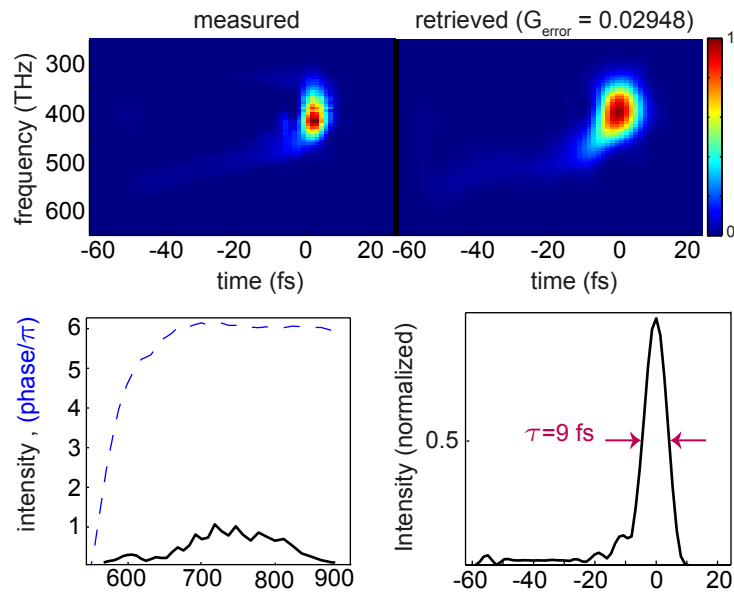 measured
retrieved (G_error = 0.02948)
frequency (THz)
300
400
500
600
-60 -40 -20 0 20
time (fs)
-60 -40 -20 0 20
time (fs)
1
0
intensity , (phase/π)
6
5
4
3
2
1
600 700 800 900
Intensity (normalized)
0.5
τ=9 fs
-60 -40 -20 0 20